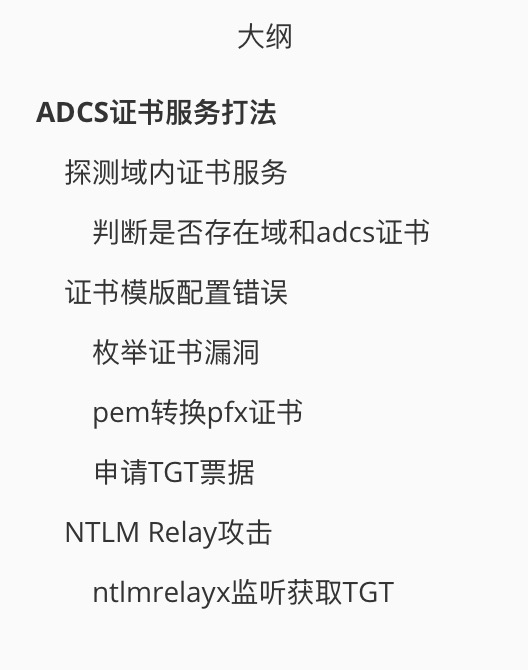 大纲
ADCS证书服务打法
探测域内证书服务
判断是否存在域和adcs证书
证书模版配置错误
枚举证书漏洞
pem转换pfx证书
申请TGT票据
NTLM Relay攻击
ntlmrelayx监听获取TGT